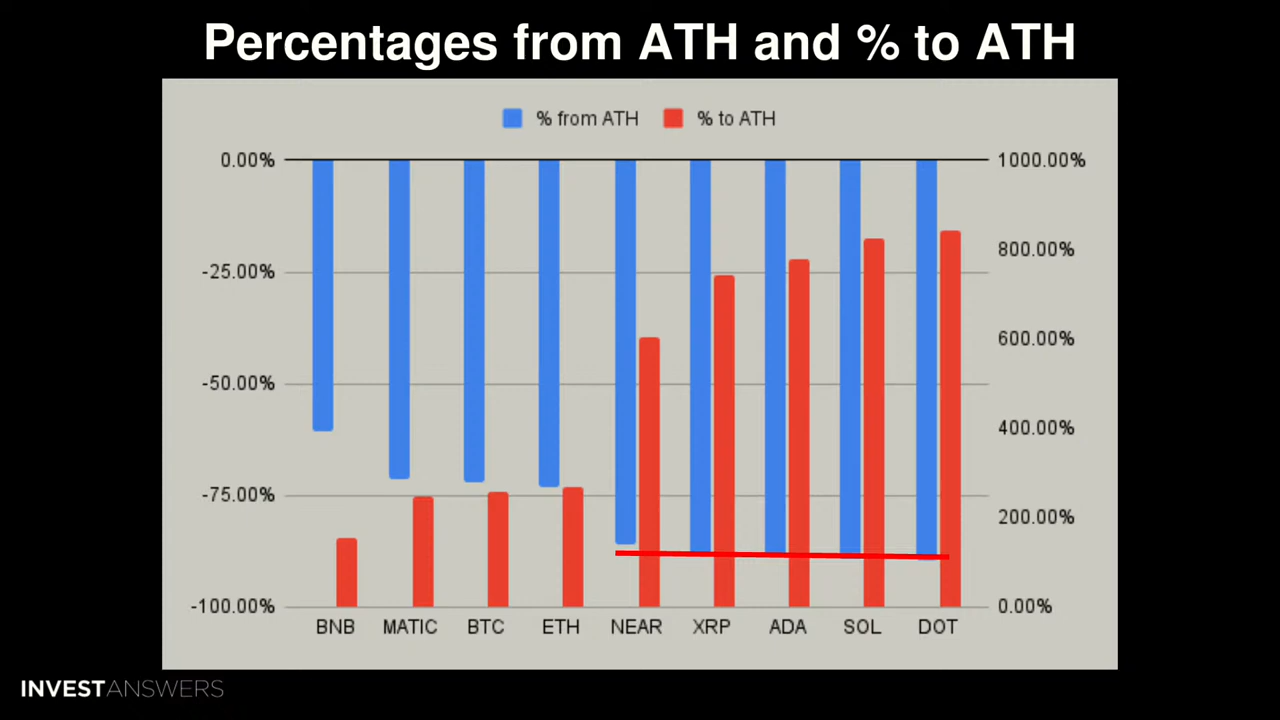 Percentages from ATH and % to ATH
% from ATH % to ATH
0.00% 1000.00%
800.00%
-25.00%
600.00%
-50.00%
400.00%
-75.00%
200.00%
-100.00% 0.00%
BNB MATIC BTC ETH NEAR XRP ADA SOL DOT
INVESTANSWERS